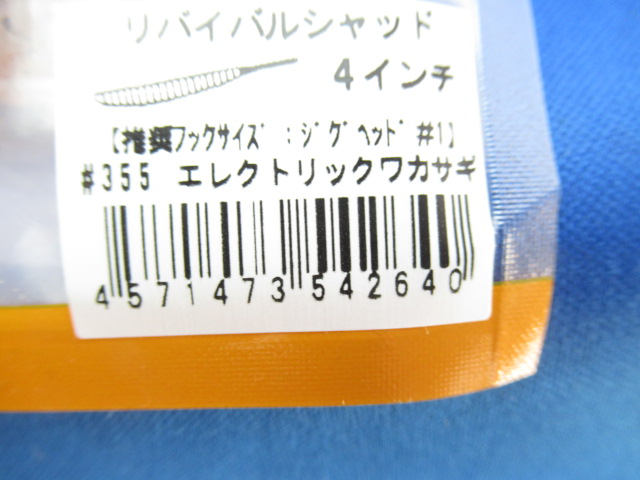 リバイバルシャッド
4インチ
【推奨フックサイズ:ジグヘッド #1】
#355 エレクトリックワカサギ
4571473542640